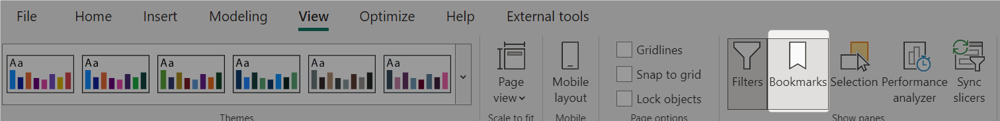 File Home Insert Modeling View Optimize Help External tools
Aa Aa Aa Aa Aa Aa
Page view
Mobile layout
Gridlines
Snap to grid
Lock objects
Filters
Bookmarks
Selection
Performance analyzer
Sync slicers
Themes
Scale to fit
Mobile
Page options
Show panes